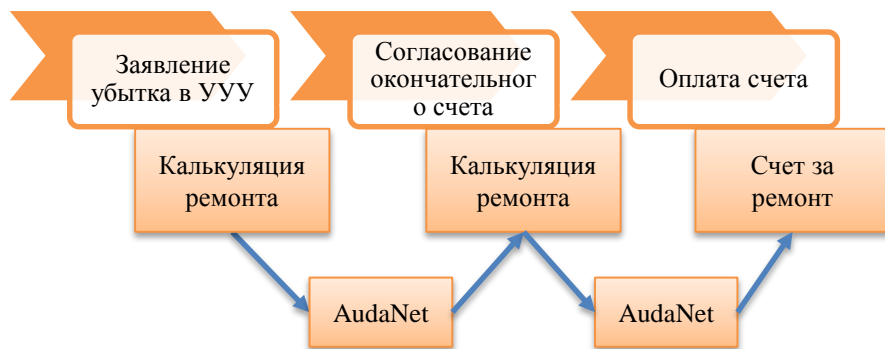 Заявление
убытка в УУУ
Согласование
окончательног
о счета
Оплата счета
Калькуляция
ремонта
Калькуляция
ремонта
Счет за
ремонт
AudaNet
AudaNet